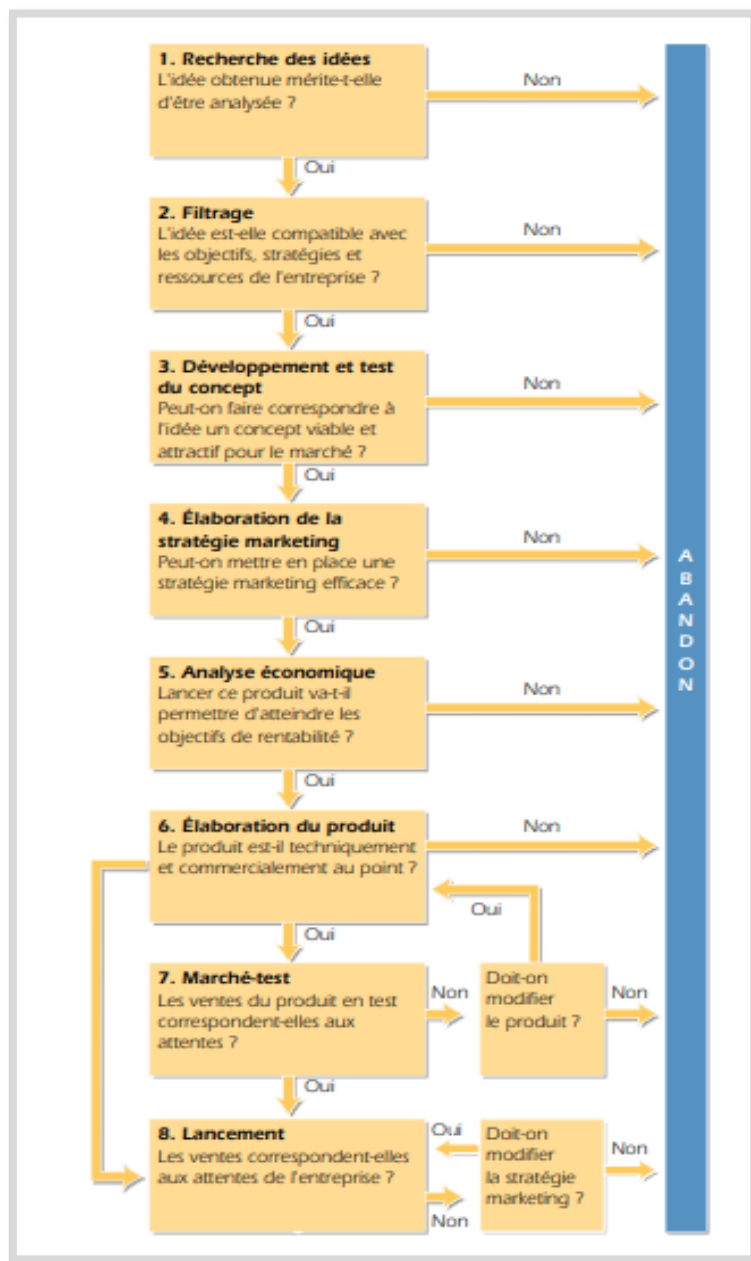 1. Recherche des idées
L'idée obtenue mérite-t-elle
d'être analysée ?
Non
Oui
2. Filtrage
L'idée est-elle compatible avec
les objectifs, stratégies et
ressources de l'entreprise ?
Non
Oui
3. Développement et test
du concept
Peut-on faire correspondre à
l'idée un concept viable et
attractif pour le marché ?
Non
Oui
4. Élaboration de la
stratégie marketing
Peut-on mettre en place une
stratégie marketing efficace ?
Non
Oui
5. Analyse économique
Lancer ce produit va-t-il
permettre d'atteindre les
objectifs de rentabilité ?
Non
Oui
6. Élaboration du produit
Le produit est-il techniquement
et commercialement au point ?
Non
Oui
Oui
7. Marché-test
Les ventes du produit en test
correspondent-elles aux
attentes ?
Non
Doit-on
modifier
le produit ?
Non
Oui
8. Lancement
Les ventes correspondent-elles
aux attentes de l'entreprise ?
Oui
Non
Doit-on
modifier
la stratégie
marketing ?
Non
ABANDON